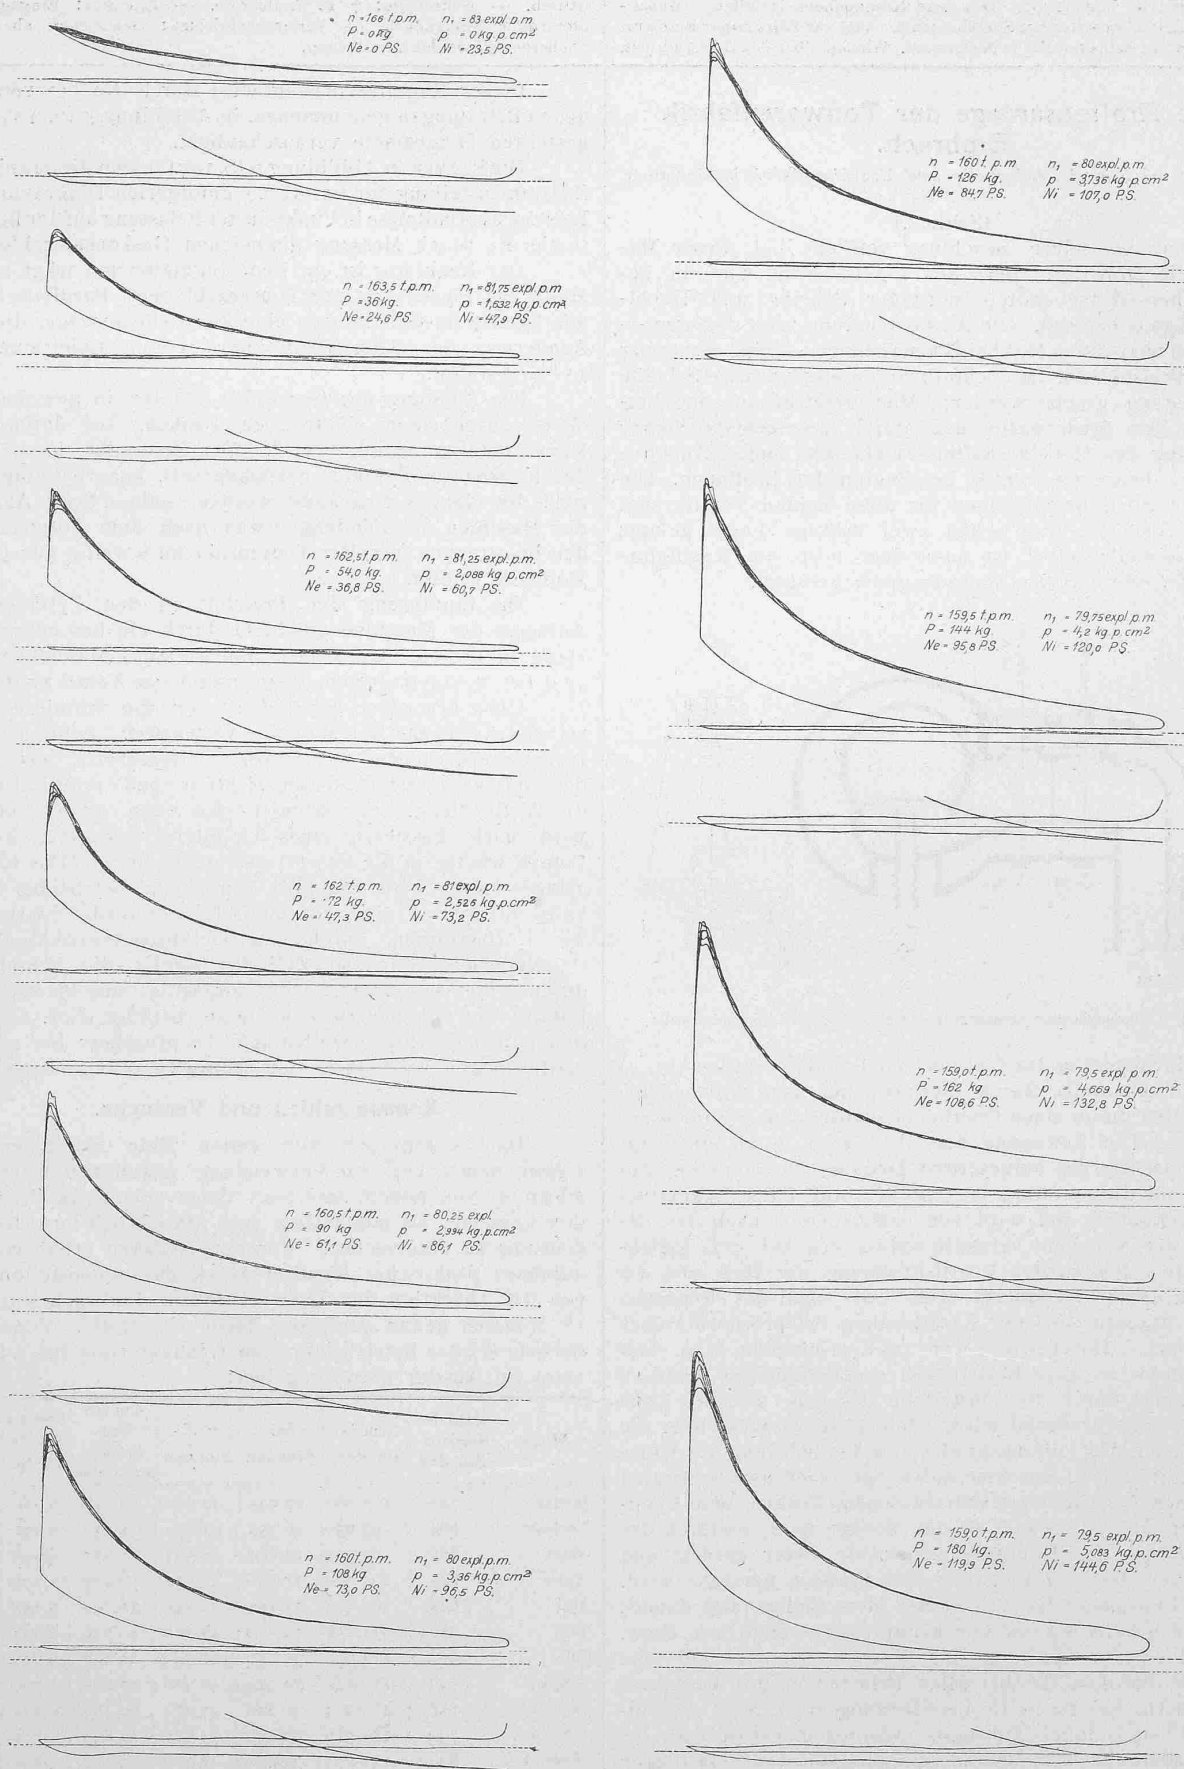 n = 166 t.p.m. n₁ = 83 expl.p.m
P = 0 kg p = 0 kg.p.cm²
Ne = 0 PS. Ni = 23,5 PS.
n = 163,5 t.p.m. n₁ = 81,75 expl.p.m
P = 36 kg. p = 1,632 kg p.cm²
Ne = 24,6 PS. Ni = 47,9 PS.
n = 162,5 t.p.m. n₁ = 81,25 expl.p.m.
P = 54,0 kg. p = 2,088 kg p.cm²
Ne = 36,8 PS. Ni = 60,7 PS.
n = 162 t.p.m. n₁ = 81 expl.p.m
P = 72 kg. p = 2,526 kg.p.cm²
Ne = 47,3 PS. Ni = 73,2 PS.
n = 160,5 t.p.m. n₁ = 80,25 expl.
P = 90 kg p = 2,994 kg.p.cm²
Ne = 61,1 PS. Ni = 86,1 PS.
n = 160 t.p.m. n₁ = 80 expl.p.m.
P = 108 kg p = 3,36 kg.p.cm²
Ne = 73,0 PS. Ni = 96,5 PS.
n = 160 t. p.m n₁ = 80 expl.p.m.
P = 126 kg. p = 3,736 kg p.cm²
Ne = 84,7 PS. Ni = 107,0 P.S.
n = 159,5 t.p.m. n₁ = 79,75 expl.p.m
P = 144 kg. p = 4,2 kg p.cm²
Ne = 95,8 PS. Ni = 120,0 PS.
n = 159,0 t.p.m. n₁ = 79,5 expl.p.m.
P = 162 kg p = 4,669 kg.p.cm²
Ne = 108,6 P.S. Ni = 132,8 PS.
n = 159,0 t.p.m. n₁ = 79,5 expl.p.m.
P = 180 kg. p = 5,083 kg.p.cm²
Ne = 119,9 PS. Ni = 144,6 P.S.